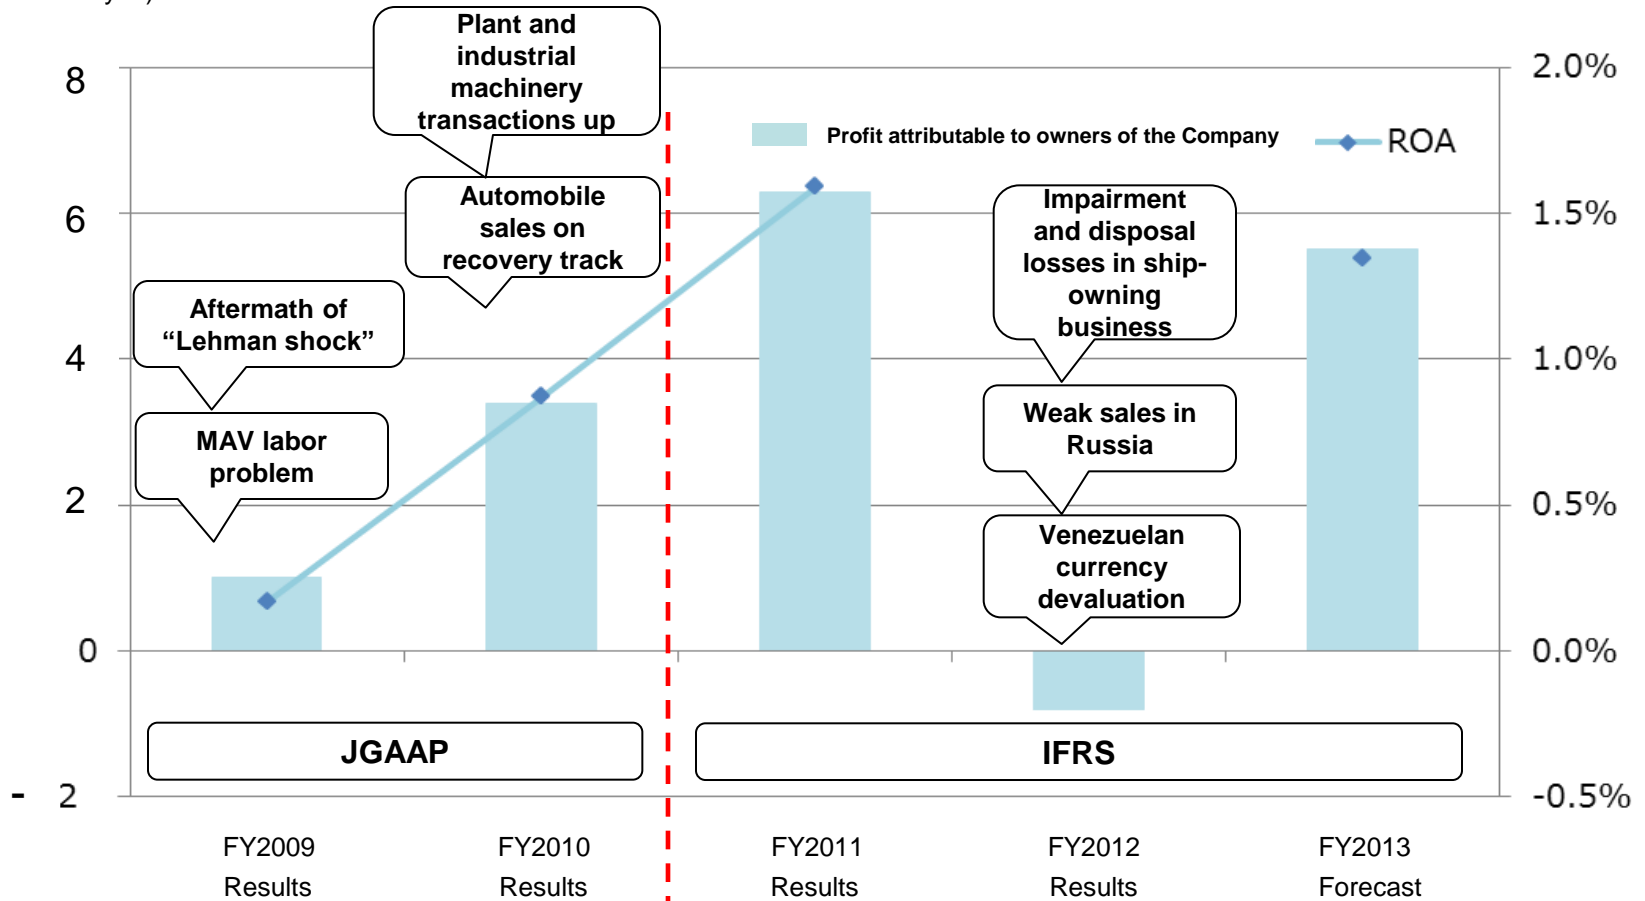 Plant and
industrial
machinery
transactions up
8
2.0%
Profit attributable to owners of the Company
ROA
Automobile
sales on
recovery track
Impairment
and disposal
losses in ship-
owning
business
6
1.5%
Aftermath of
“Lehman shock”
4
1.0%
MAV labor
problem
Weak sales in
Russia
2
0.5%
Venezuelan
currency
devaluation
0
0.0%
JGAAP
IFRS
- 2
-0.5%
FY2009
Results
FY2010
Results
FY2011
Results
FY2012
Results
FY2013
Forecast